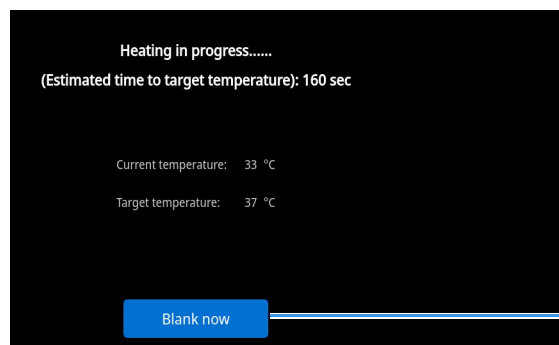 Heating in progress......
(Estimated time to target temperature): 160 sec
Current temperature: 33 °C
Target temperature: 37 °C
Blank now